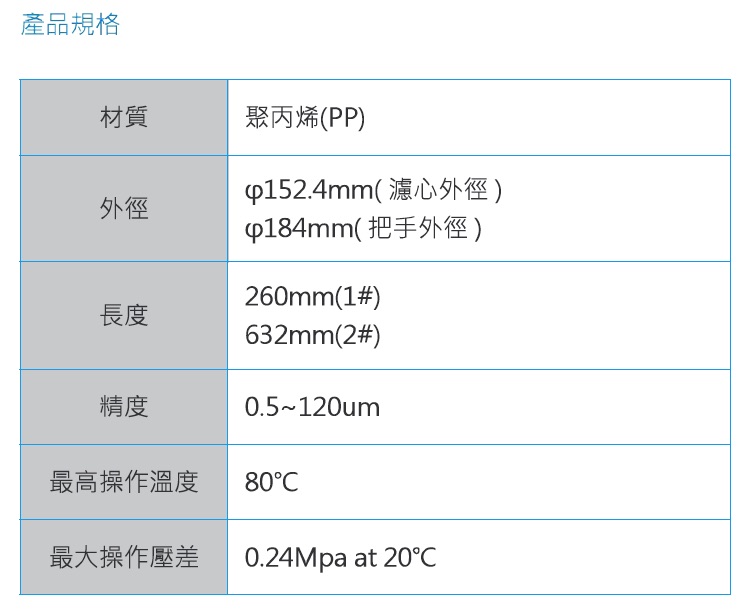 產品規格
材質 聚丙烯(PP)
外徑 φ152.4mm( 濾心外徑 )
φ184mm( 把手外徑 )
長度 260mm(1#)
632mm(2#)
精度 0.5~120um
最高操作溫度 80℃
最大操作壓差 0.24Mpa at 20℃